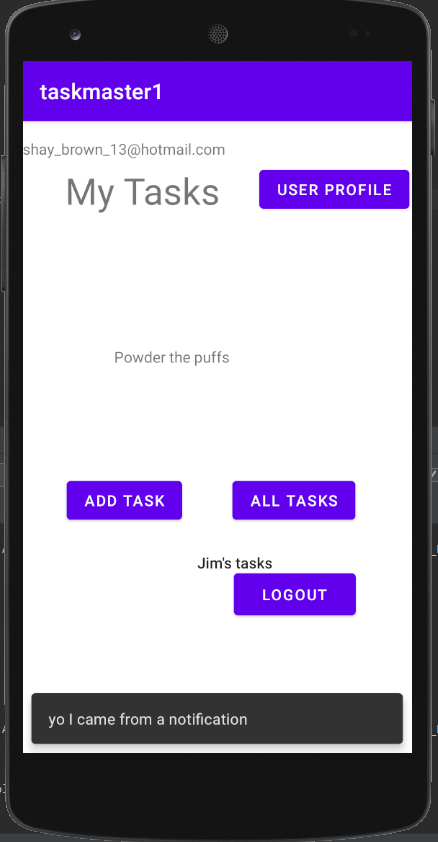 taskmaster1
shay_brown_13@hotmail.com
My Tasks
USER PROFILE
Powder the puffs
ADD TASK
ALL TASKS
Jim's tasks
LOGOUT
yo I came from a notification